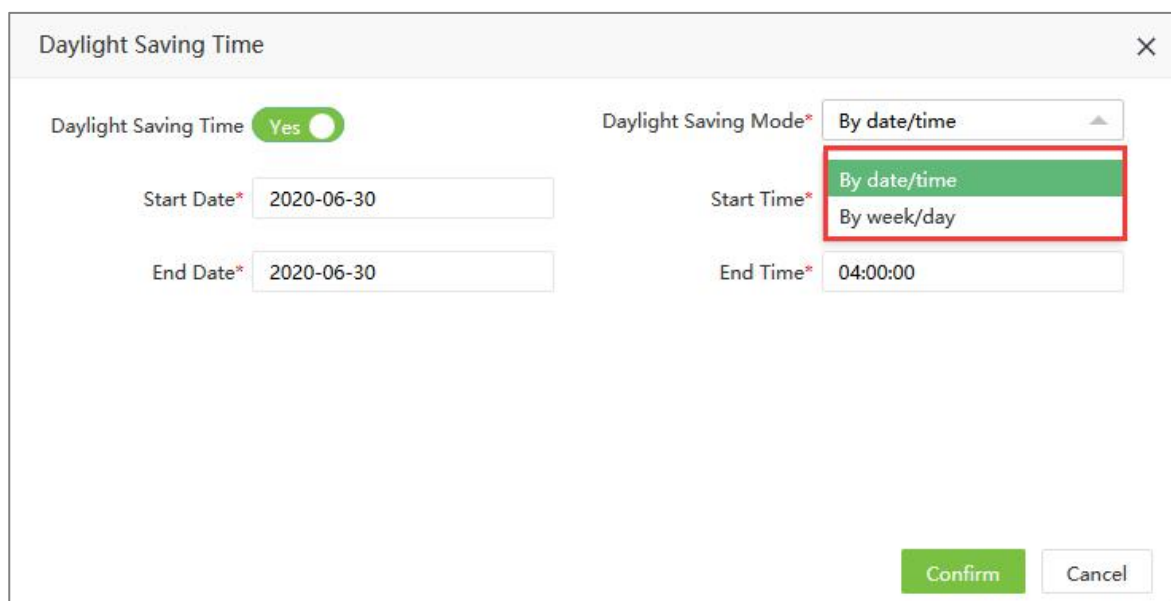 Daylight Saving Time
Daylight Saving Time Yes Daylight Saving Mode* By date/time
By date/time
Start Date* 2020-06-30 Start Time*
By week/day
End Date* 2020-06-30 End Time* 04:00:00
Confirm Cancel